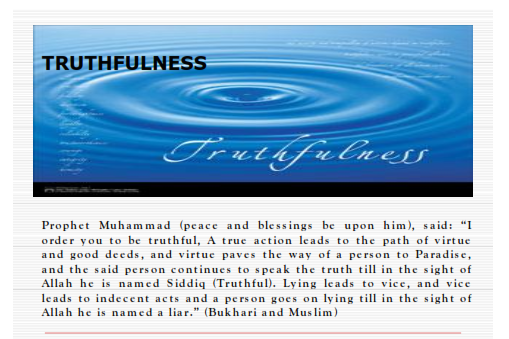 TRUTHFULNESS
Truthfulness
Prophet Muhammad (peace and blessings be upon him), said: “I
order you to be truthful, A true action leads to the path of virtue
and good deeds, and virtue paves the way of a person to Paradise,
and the said person continues to speak the truth till in the sight of
Allah he is named Siddiq (Truthful). Lying leads to vice, and vice
leads to indecent acts and a person goes on lying till in the sight of
Allah he is named a liar.” (Bukhari and Muslim)